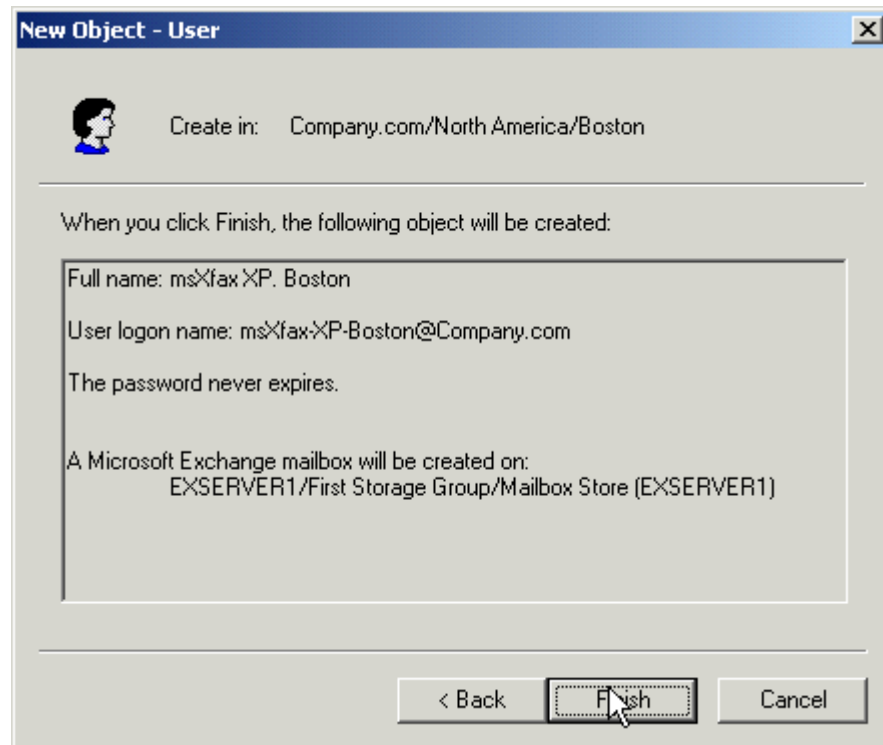 New Object - User
Create in: Company.com/North America/Boston
When you click Finish, the following object will be created:
Full name: msXfax XP. Boston
User logon name: msXfax-XP-Boston@Company.com
The password never expires.
A Microsoft Exchange mailbox will be created on:
EXSERVER1/First Storage Group/Mailbox Store (EXSERVER1)
< Back Finish Cancel